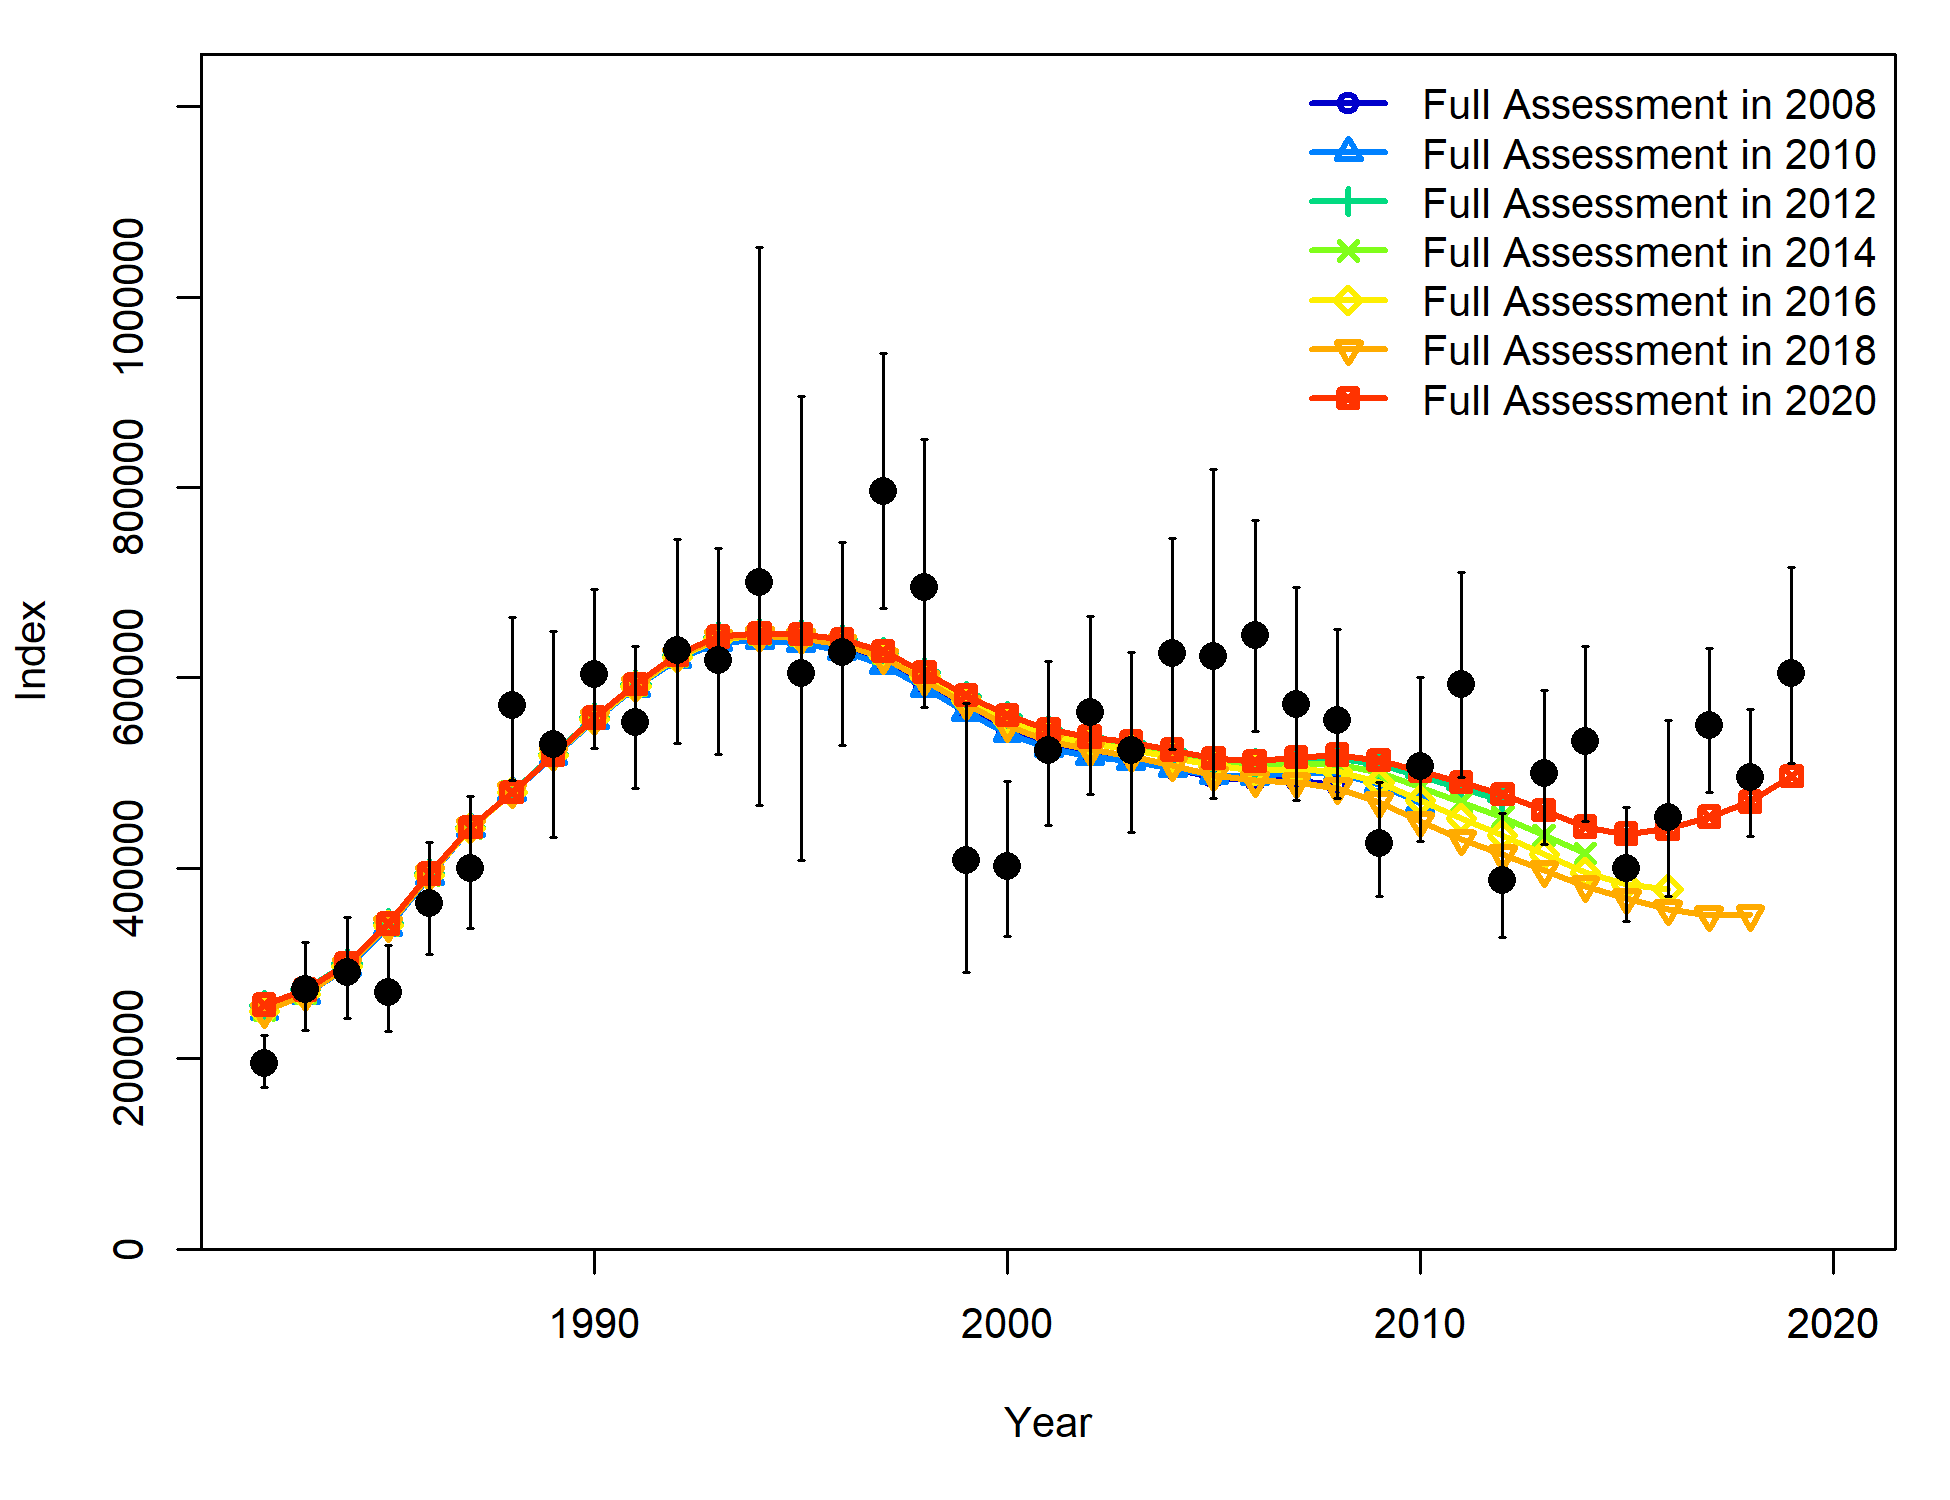 Full Assessment in 2008
Full Assessment in 2010
Full Assessment in 2012
Full Assessment in 2014
Full Assessment in 2016
Full Assessment in 2018
Full Assessment in 2020
Index
1000000
800000
600000
400000
200000
0
1990
2000
2010
2020
Year